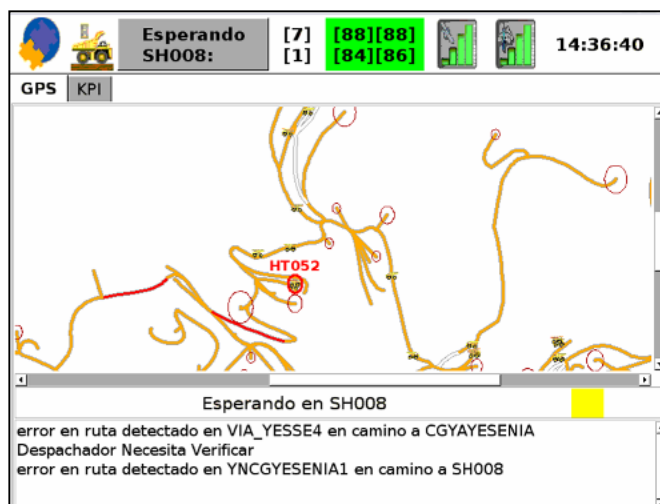 Esperando
SH008:
[7]
[1]
[88][88]
[84][86]
14:36:40
GPS
KPI
HT052
Esperando en SH008
error en ruta detectado en VIA_YESSE4 en camino a CGYAYESENIA
Despachador Necesita Verificar
error en ruta detectado en YNCGYESENIA1 en camino a SH008